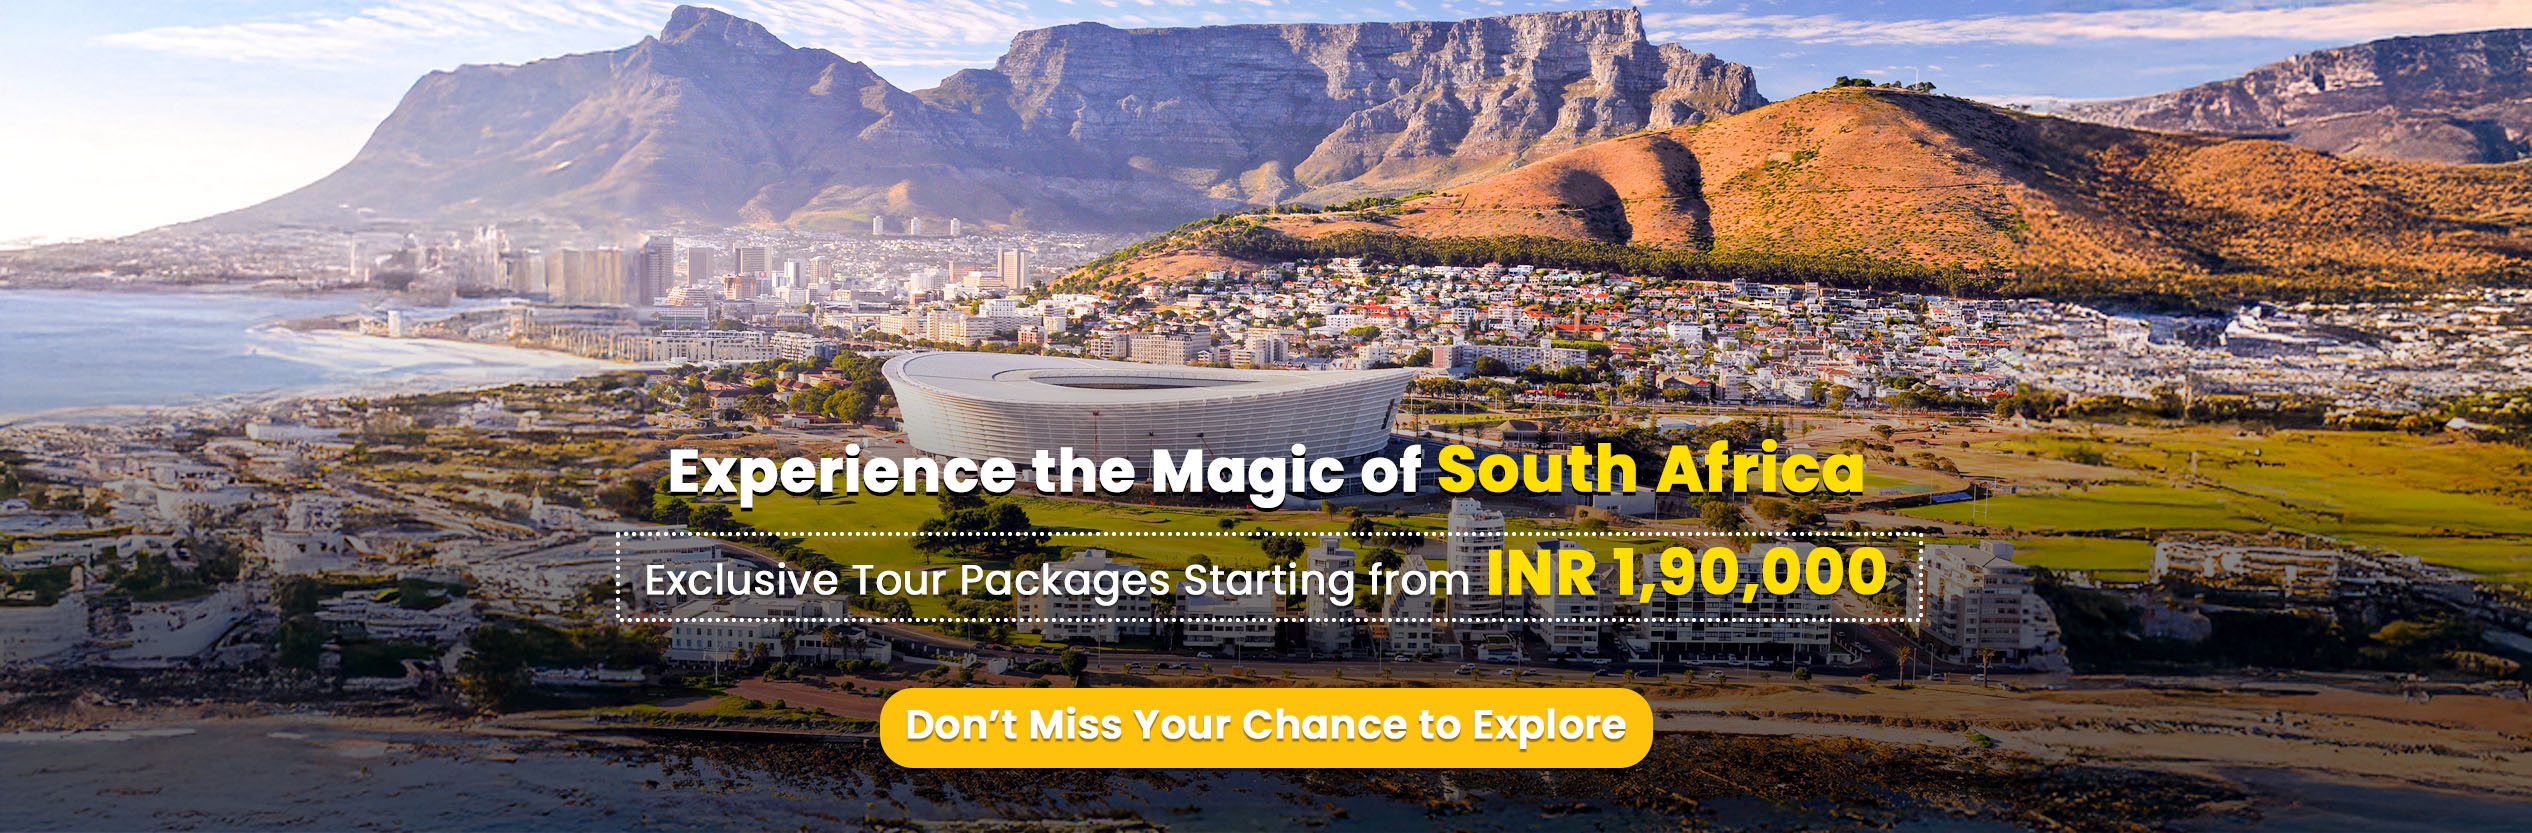 Experience the Magic of South Africa
Exclusive Tour Packages Starting from INR 1,90,000
Don’t Miss Your Chance to Explore